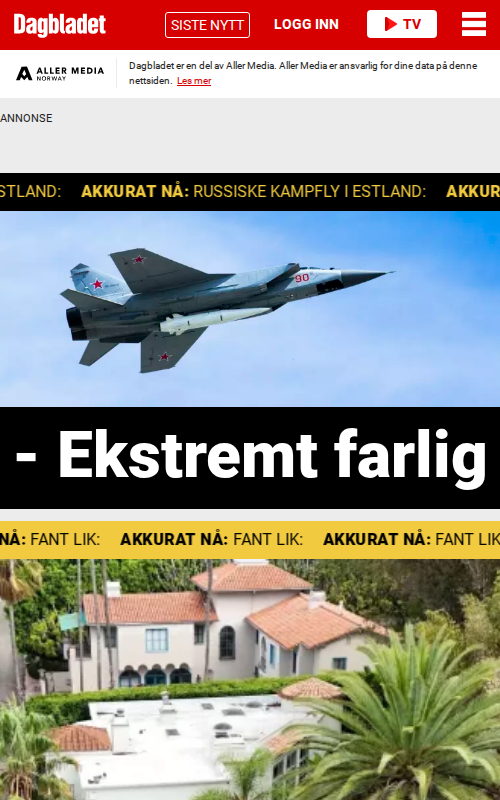 Dagbladet SISTE NYTT LOGG INN TV
ALLER MEDIA
NORWAY
Dagbladet er en del av Aller Media. Aller Media er ansvarlig for dine data på denne
nettsiden. Les mer
ANNONSE
STLAND: AKKURAT NÅ: RUSSISKE KAMPFLY I ESTLAND: AKKUR
90
- Ekstremt farlig
NÅ: FANT LIK: AKKURAT NÅ: FANT LIK: AKKURAT NÅ: FANT LIK